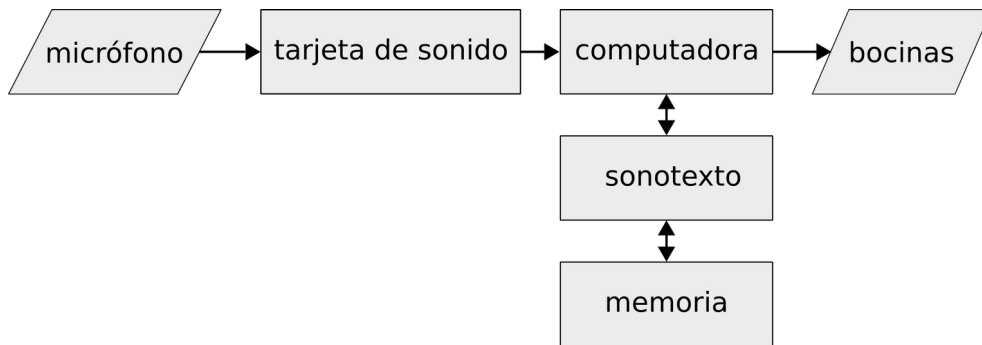 micrófono
tarjeta de sonido
computadora
bocinas
sonotexto
memoria